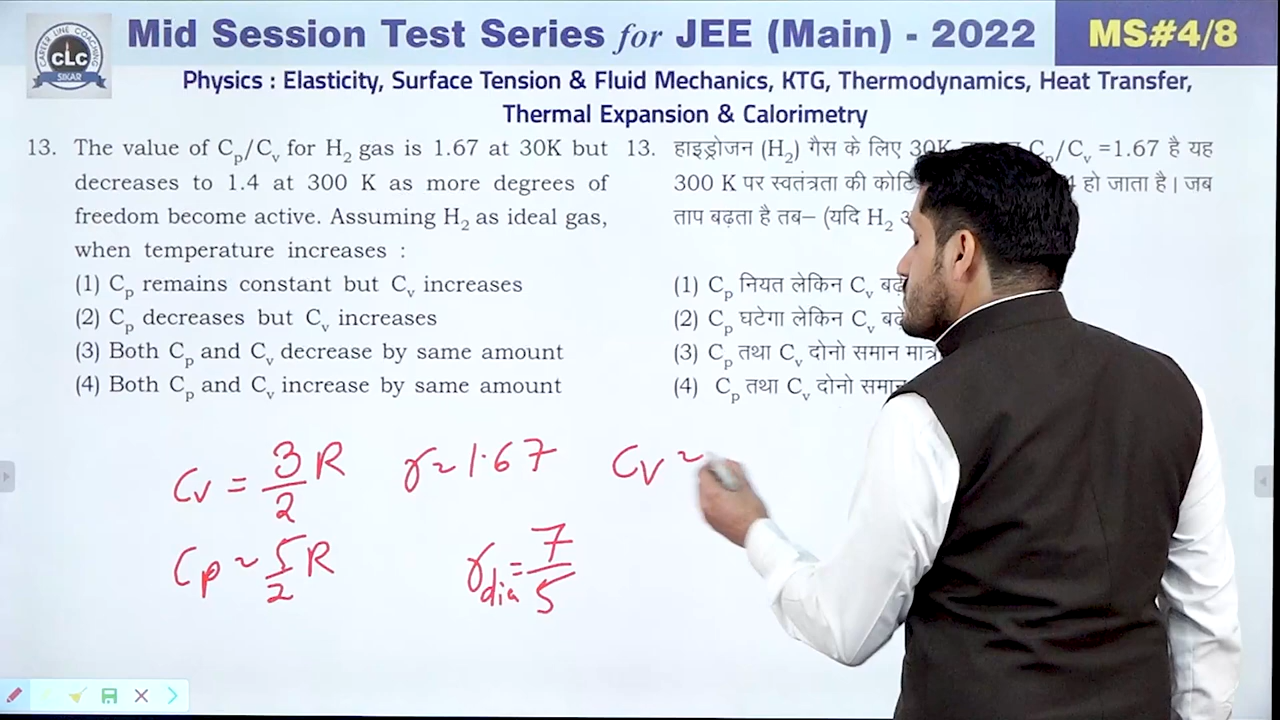 CAREER LINE COACHING
CLC
SIKAR
Mid Session Test Series for JEE (Main) - 2022
MS#4/8
Physics : Elasticity, Surface Tension & Fluid Mechanics, KTG, Thermodynamics, Heat Transfer,
Thermal Expansion & Calorimetry
13. The value of Cp/Cv for H2 gas is 1.67 at 30K but
decreases to 1.4 at 300 K as more degrees of
freedom become active. Assuming H2 as ideal gas,
when temperature increases :
(1) Cp remains constant but Cv increases
(2) Cp decreases but Cv increases
(3) Both Cp and Cv decrease by same amount
(4) Both Cp and Cv increase by same amount
13. हाइड्रोजन (H2) गैस के लिए 30K Cp/Cv =1.67 है यह
300 K पर स्वतंत्रता की हो जाता है। जब
ताप बढ़ता है तब– (यदि H2
(1) Cp नियत लेकिन Cv
(2) Cp घटेगा लेकिन Cv
(3) Cp तथा Cv दोनो समान
(4) Cp तथा Cv दोनो
Cv = 3/2 R γ = 1.67 Cv =
Cp = 5/2 R γdia = 7/5